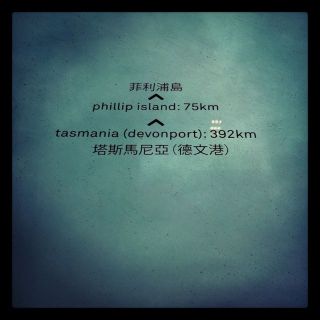 菲利浦島
phillip island: 75km
tasmania (devonport): 392km
塔斯馬尼亞(德文港)